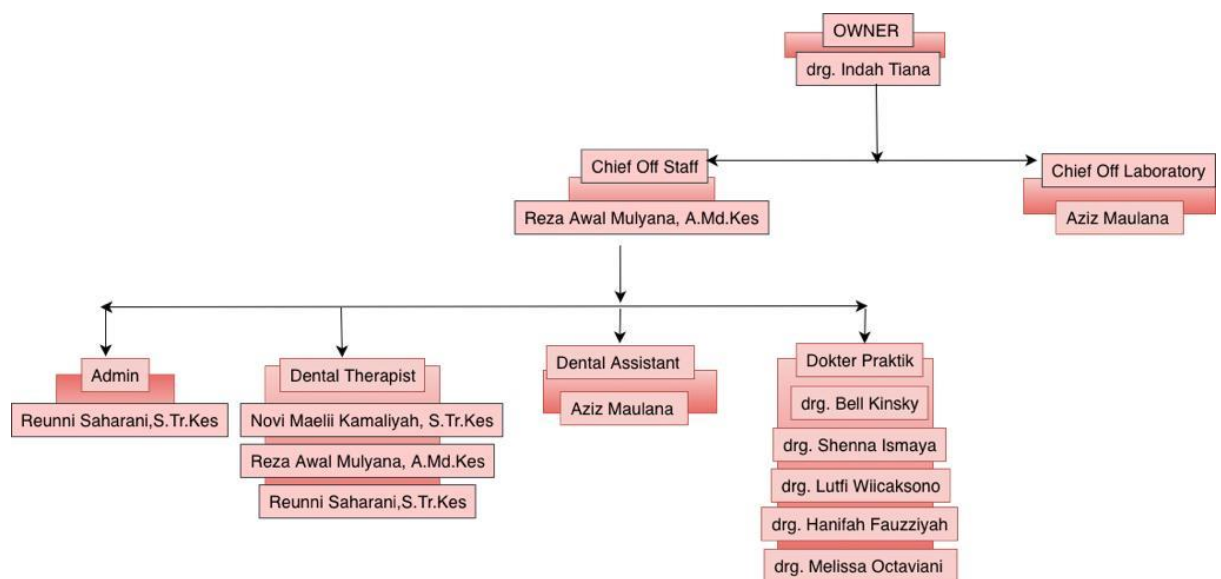 OWNER
drg. Indah Tiana
Chief Off Staff
Reza Awal Mulyana, A.Md.Kes
Chief Off Laboratory
Aziz Maulana
Admin
Reunni Saharani,S.Tr.Kes
Dental Therapist
Novi Maelii Kamaliyah, S.Tr.Kes
Reza Awal Mulyana, A.Md.Kes
Reunni Saharani,S.Tr.Kes
Dental Assistant
Aziz Maulana
Dokter Praktik
drg. Bell Kinsky
drg. Shenna Ismaya
drg. Lutfi Wiicaksono
drg. Hanifah Fauzziyah
drg. Melissa Octaviani